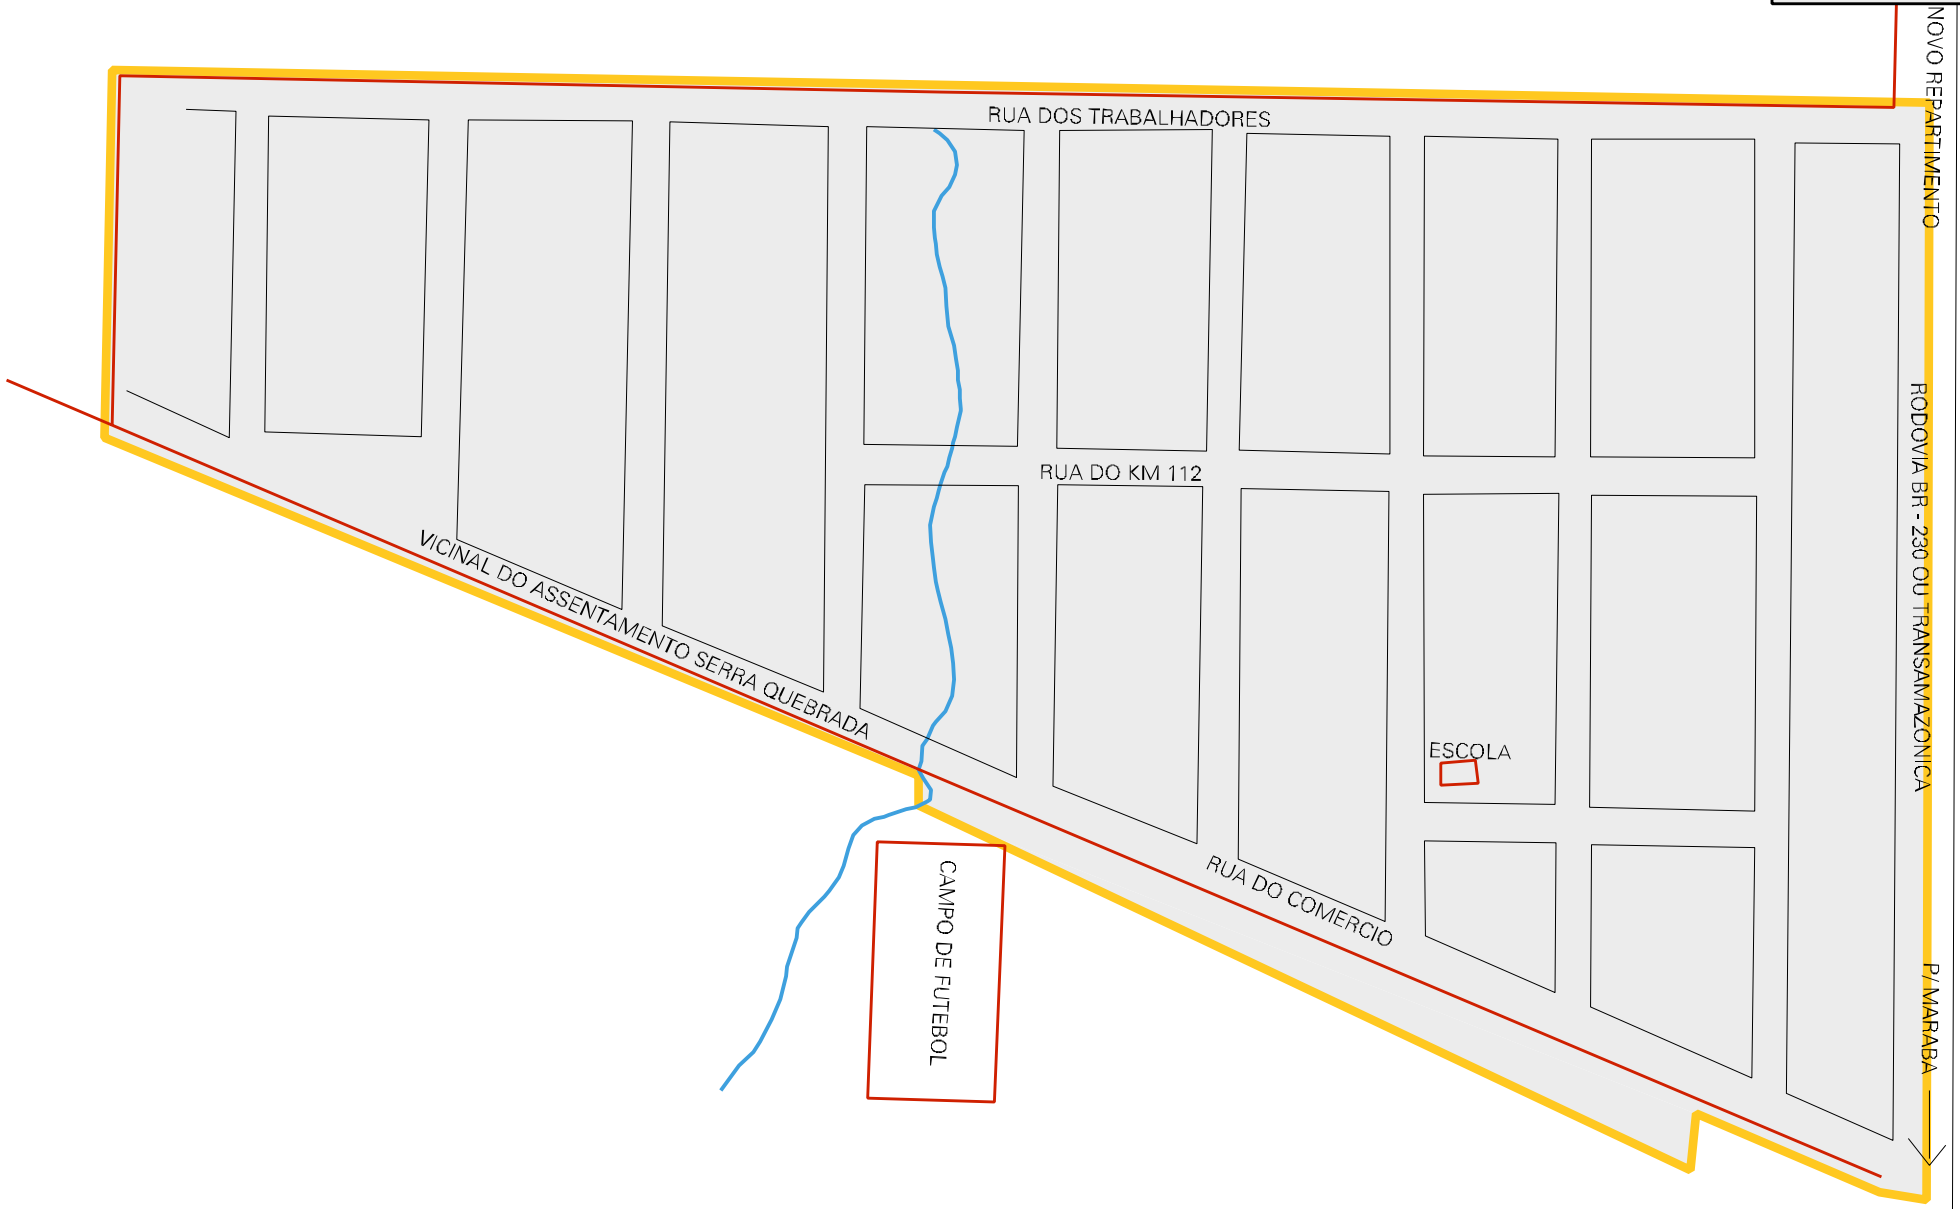 NOVO REPARTIMENTO
RUA DOS TRABALHADORES
RODOVIA BR - 230 OU TRANSAMAZONICA
RUA DO KM 112
VICINAL DO ASSENTAMENTO SERRA QUEBRADA
ESCOLA
RUA DO COMERCIO
CAMPO DE FUTEBOL
P/ MARABA